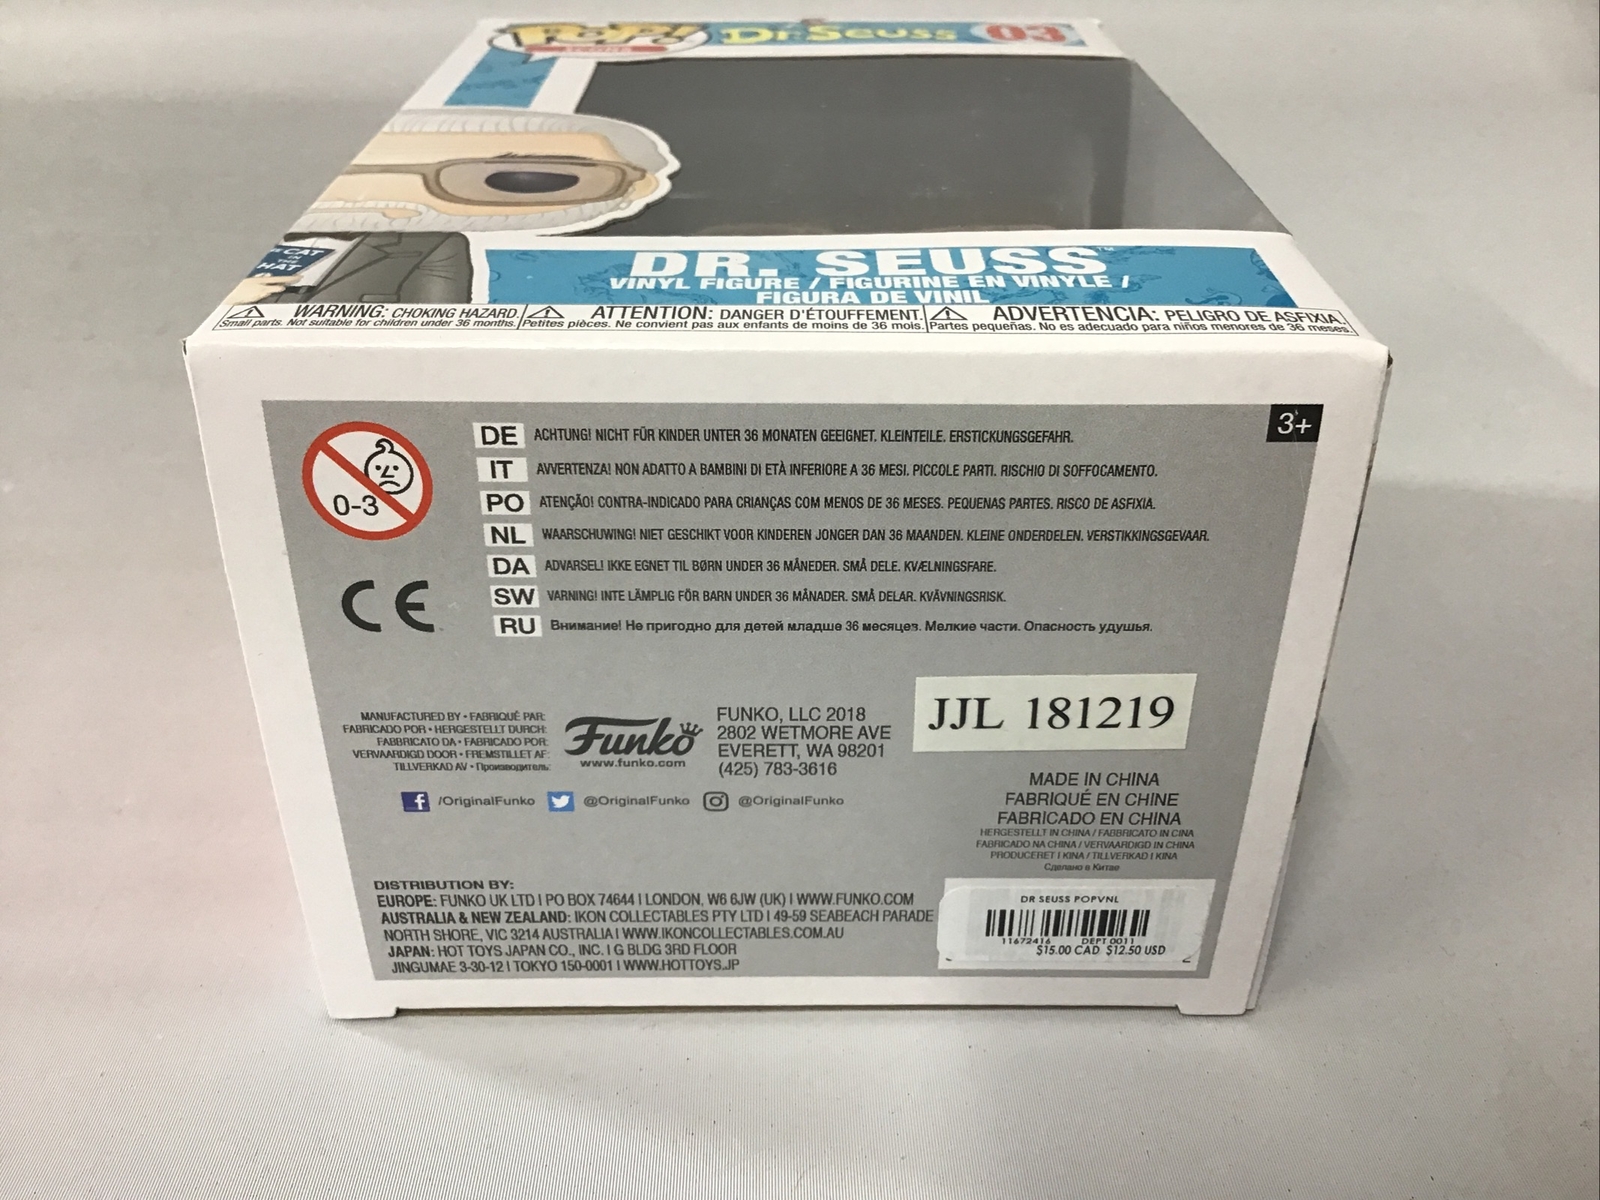 POP!
ICONS
Dr. Seuss
03
CAT
IN
THE
HAT
DR. SEUSS™
VINYL FIGURE / FIGURINE EN VINYLE /
FIGURA DE VINIL
WARNING: CHOKING HAZARD.
Small parts. Not suitable for children under 36 months.
ATTENTION: DANGER D'ÉTOUFFEMENT.
Petites pièces. Ne convient pas aux enfants de moins de 36 mois.
ADVERTENCIA: PELIGRO DE ASFIXIA.
Partes pequeñas. No es adecuado para niños menores de 36 meses.
3+
0-3
DE ACHTUNG! NICHT FÜR KINDER UNTER 36 MONATEN GEEIGNET. KLEINTEILE. ERSTICKUNGSGEFAHR.
IT AVVERTENZA! NON ADATTO A BAMBINI DI ETÀ INFERIORE A 36 MESI. PICCOLE PARTI. RISCHIO DI SOFFOCAMENTO.
PO ATENÇÃO! CONTRA-INDICADO PARA CRIANÇAS COM MENOS DE 36 MESES. PEQUENAS PARTES. RISCO DE ASFIXIA.
NL WAARSCHUWING! NIET GESCHIKT VOOR KINDEREN JONGER DAN 36 MAANDEN. KLEINE ONDERDELEN. VERSTIKKINGSGEVAAR.
DA ADVARSEL! IKKE EGNET TIL BØRN UNDER 36 MÅNEDER. SMÅ DELE. KVÆLNINGSFARE.
SW VARNING! INTE LÄMPLIG FÖR BARN UNDER 36 MÅNADER. SMÅ DELAR. KVÄVNINGSRISK.
RU Внимание! Не пригодно для детей младше 36 месяцев. Мелкие части. Опасность удушья.
CE
MANUFACTURED BY • FABRIQUÉ PAR:
FABRICADO POR • HERGESTELLT DURCH:
FABBRICATO DA • FABRICADO POR:
VERVAARDIGD DOOR • FREMSTILLET AF:
TILLVERKAD AV • Производитель:
Funko
www.funko.com
FUNKO, LLC 2018
2802 WETMORE AVE
EVERETT, WA 98201
(425) 783-3616
JJL 181219
/OriginalFunko @OriginalFunko @OriginalFunko
MADE IN CHINA
FABRIQUÉ EN CHINE
FABRICADO EN CHINA
HERGESTELLT IN CHINA / FABBRICATO IN CINA
FABRICADO NA CHINA / VERVAARDIGD IN CHINA
PRODUCERET I KINA / TILLVERKAD I KINA
Сделано в Китае
DISTRIBUTION BY:
EUROPE: FUNKO UK LTD | PO BOX 74644 | LONDON, W6 6JW (UK) | WWW.FUNKO.COM
AUSTRALIA & NEW ZEALAND: IKON COLLECTABLES PTY LTD | 49-59 SEABEACH PARADE
NORTH SHORE, VIC 3214 AUSTRALIA | WWW.IKONCOLLECTABLES.COM.AU
JAPAN: HOT TOYS JAPAN CO., INC. | G BLDG 3RD FLOOR
JINGUMAE 3-30-12 | TOKYO 150-0001 | WWW.HOTTOYS.JP
DR SEUSS POPVNL
11672416 DEPT 0011
$15.00 CAD $12.50 USD